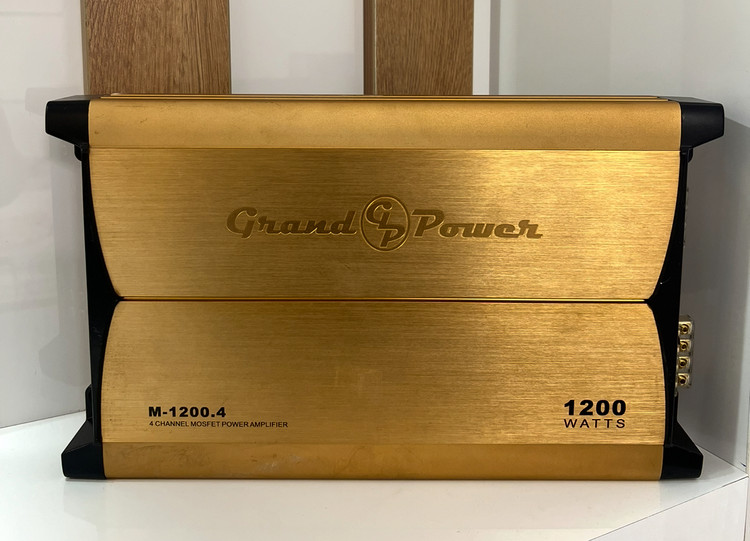 Grand GP Power
M-1200.4
4 CHANNEL MOSFET POWER AMPLIFIER
1200
WATTS